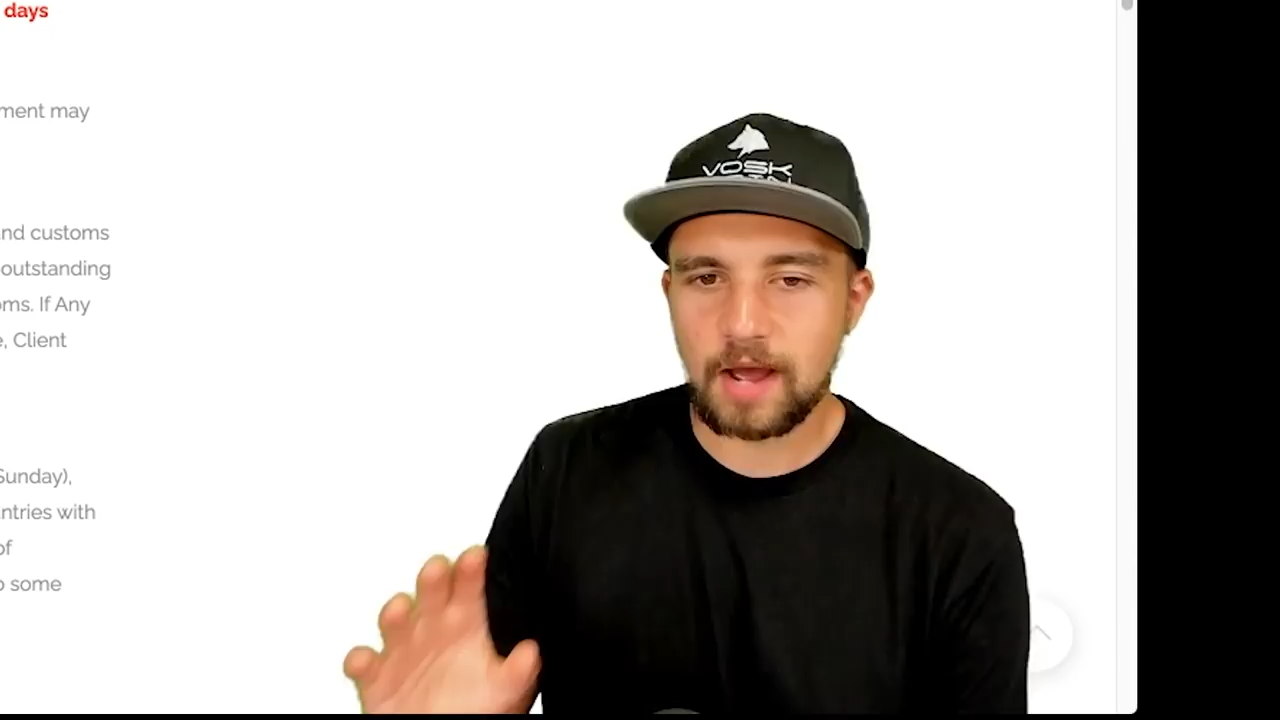 days
ment may
nd customs
outstanding
ms. If Any
, Client
Sunday),
ntries with
of
some
VOSK